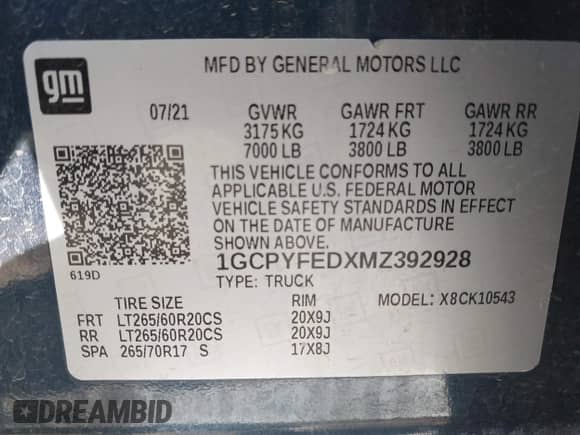 gm
MFD BY GENERAL MOTORS LLC
07/21 GVWR GAWR FRT GAWR RR
3175 KG 1724 KG 1724 KG
7000 LB 3800 LB 3800 LB
THIS VEHICLE CONFORMS TO ALL
APPLICABLE U.S. FEDERAL MOTOR
VEHICLE SAFETY STANDARDS IN EFFECT
ON THE DATE OF MANUFACTURE
SHOWN ABOVE.
619D
1GCPYFEDXMZ392928
TYPE: TRUCK
TIRE SIZE RIM MODEL: X8CK10543
FRT LT265/60R20CS 20X9J
RR LT265/60R20CS 20X9J
SPA 265/70R17 S 17X8J
DREAMBID